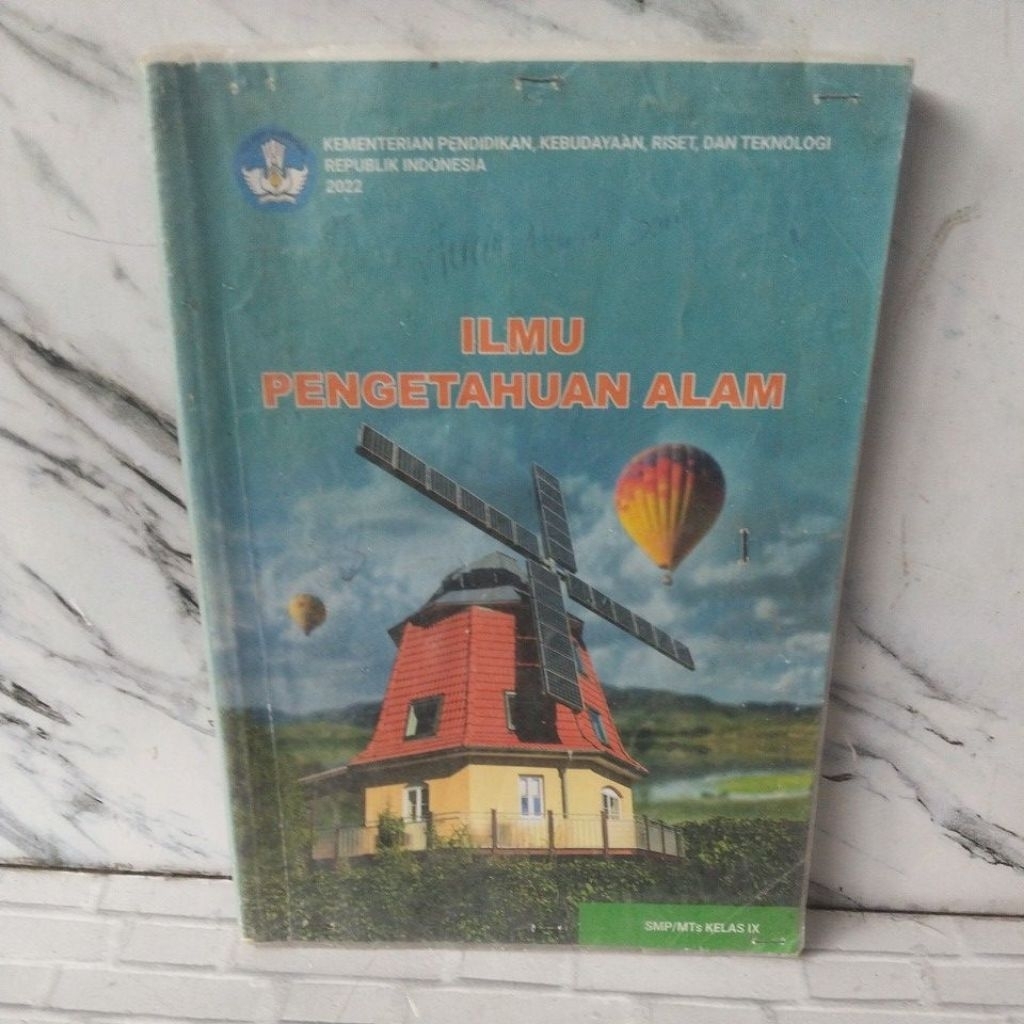 KEMENTERIAN PENDIDIKAN, KEBUDAYAAN, RISET, DAN TEKNOLOGI
REPUBLIK INDONESIA
2022
ILMU
PENGETAHUAN ALAM
SMP/MTs KELAS IX